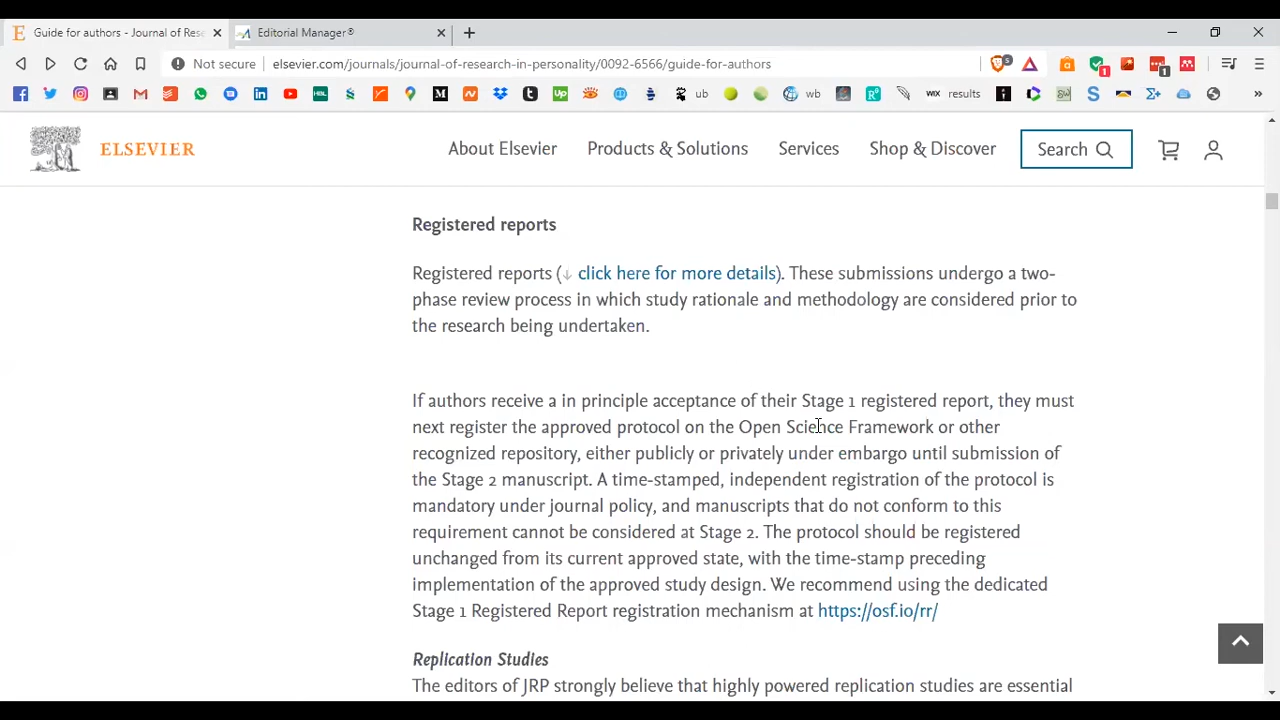 Guide for authors - Journal of Rese
Editorial Manager®
Not secure
elsevier.com/journals/journal-of-research-in-personality/0092-6566/guide-for-authors
ub
wb
WIX results
ELSEVIER
About Elsevier
Products & Solutions
Services
Shop & Discover
Search
Registered reports
Registered reports (↓ click here for more details). These submissions undergo a two-
phase review process in which study rationale and methodology are considered prior to
the research being undertaken.
If authors receive a in principle acceptance of their Stage 1 registered report, they must
next register the approved protocol on the Open Science Framework or other
recognized repository, either publicly or privately under embargo until submission of
the Stage 2 manuscript. A time-stamped, independent registration of the protocol is
mandatory under journal policy, and manuscripts that do not conform to this
requirement cannot be considered at Stage 2. The protocol should be registered
unchanged from its current approved state, with the time-stamp preceding
implementation of the approved study design. We recommend using the dedicated
Stage 1 Registered Report registration mechanism at https://osf.io/rr/
Replication Studies
The editors of JRP strongly believe that highly powered replication studies are essential